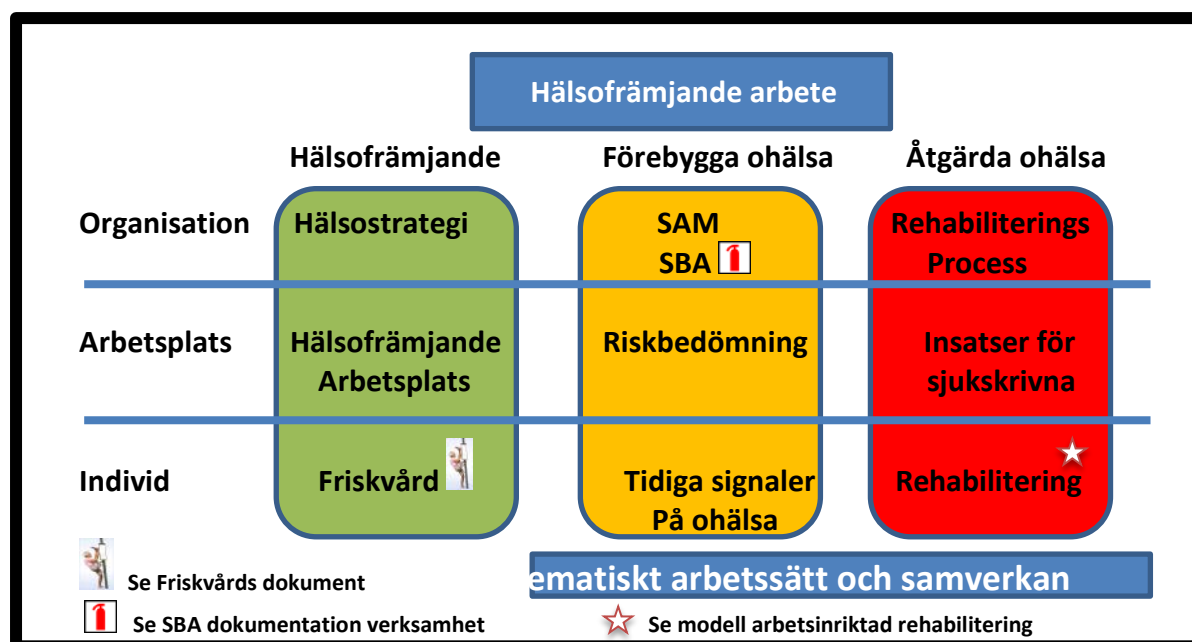 Hälsofrämjande arbete
Hälsofrämjande Förebygga ohälsa Åtgärda ohälsa
Organisation Hälsostrategi SAM Rehabiliterings
SBA Process
Arbetsplats Hälsofrämjande Riskbedömning Insatser för
Arbetsplats sjukskrivna
Individ Friskvård Tidiga signaler Rehabilitering
På ohälsa
Se Friskvårds dokument
ematiskt arbetssätt och samverkan
Se SBA dokumentation verksamhet Se modell arbetsinriktad rehabilitering